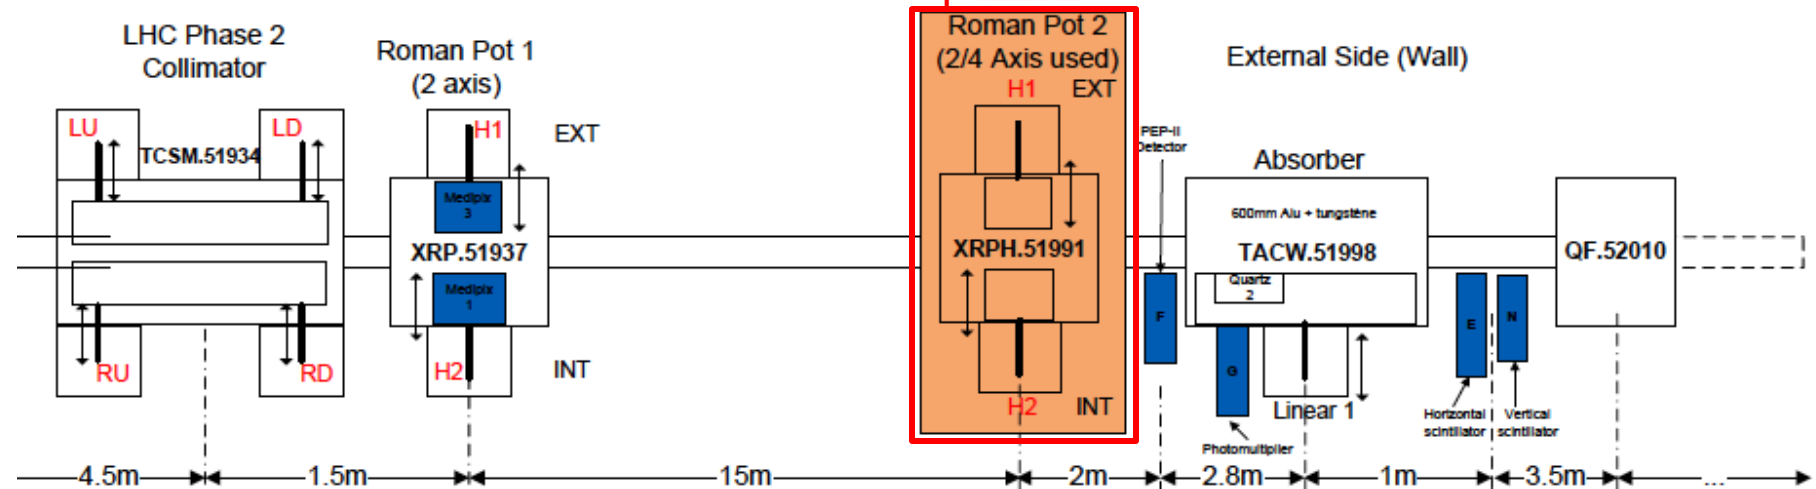 LHC Phase 2
Collimator
LU
LD
TCSM.51934
RU
RD
Roman Pot 1
(2 axis)
H1
EXT
Medipix
3
XRP.51937
Medipix
1
H2
INT
Roman Pot 2
(2/4 Axis used)
H1
EXT
XRPH.51991
H2
INT
External Side (Wall)
PEP-II
Detector
F
Absorber
600mm Alu + tungstène
TACW.51998
Quartz
2
G
Linear 1
Photomultiplier
E
N
Horizontal
scintillator
Vertical
scintillator
QF.52010
4.5m
1.5m
15m
2m
2.8m
1m
3.5m
...